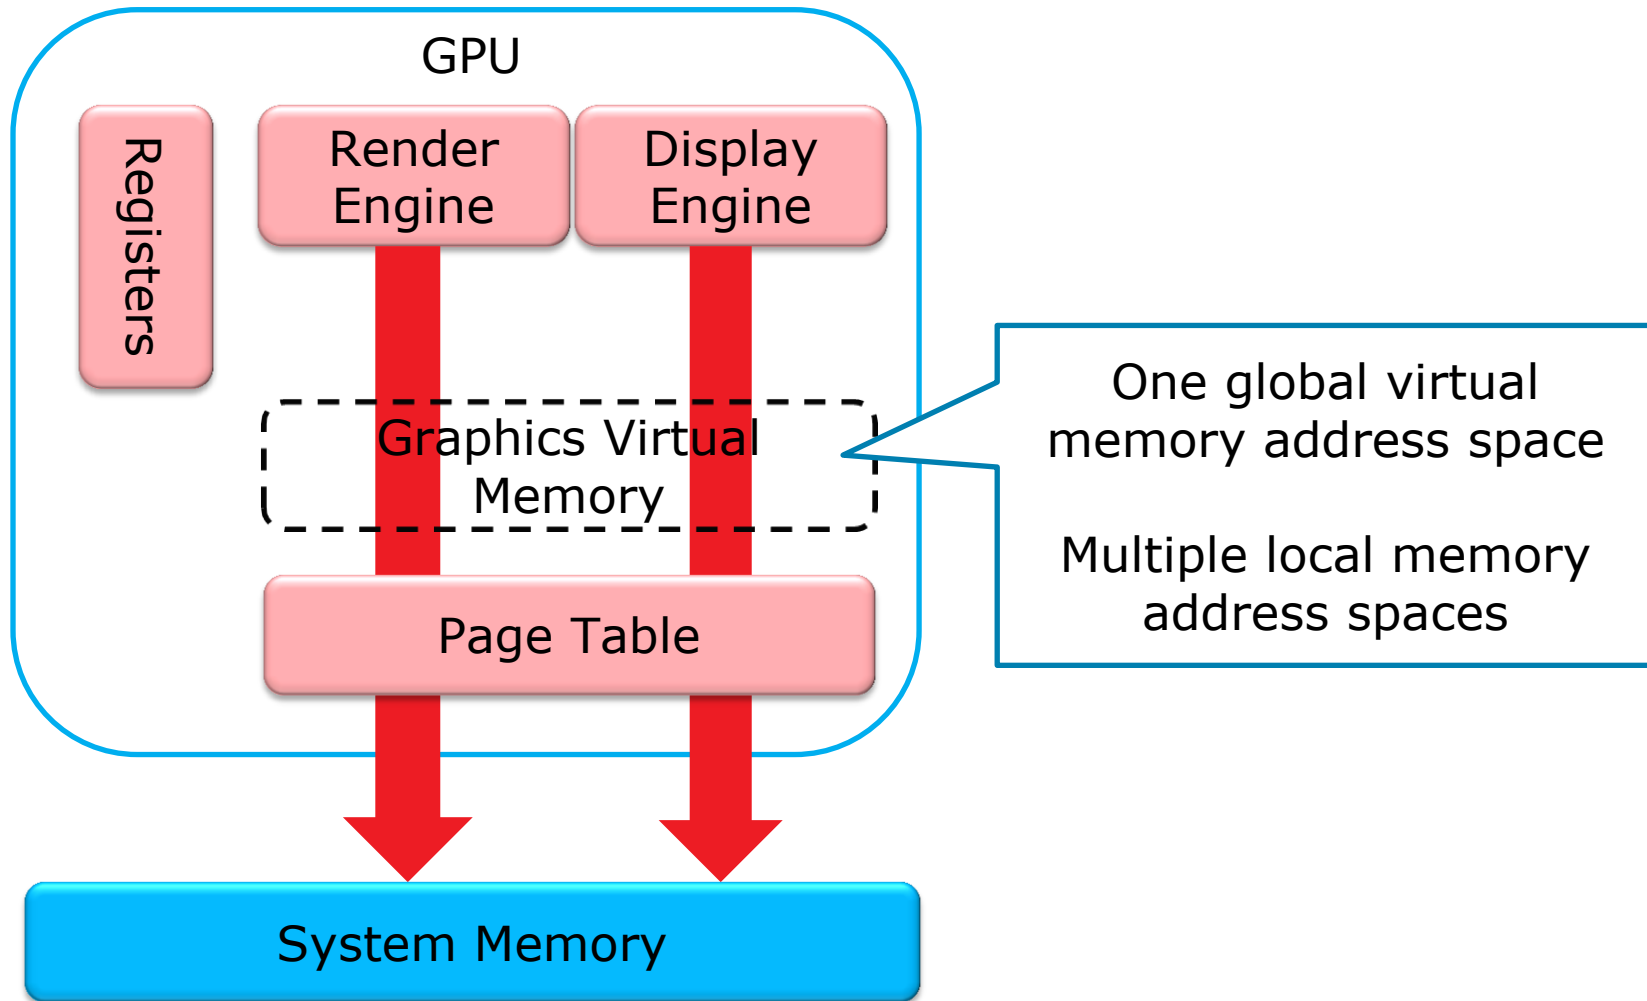 GPU
Registers
Render
Engine
Display
Engine
Graphics Virtual
Memory
One global virtual
memory address space
Multiple local memory
address spaces
Page Table
System Memory